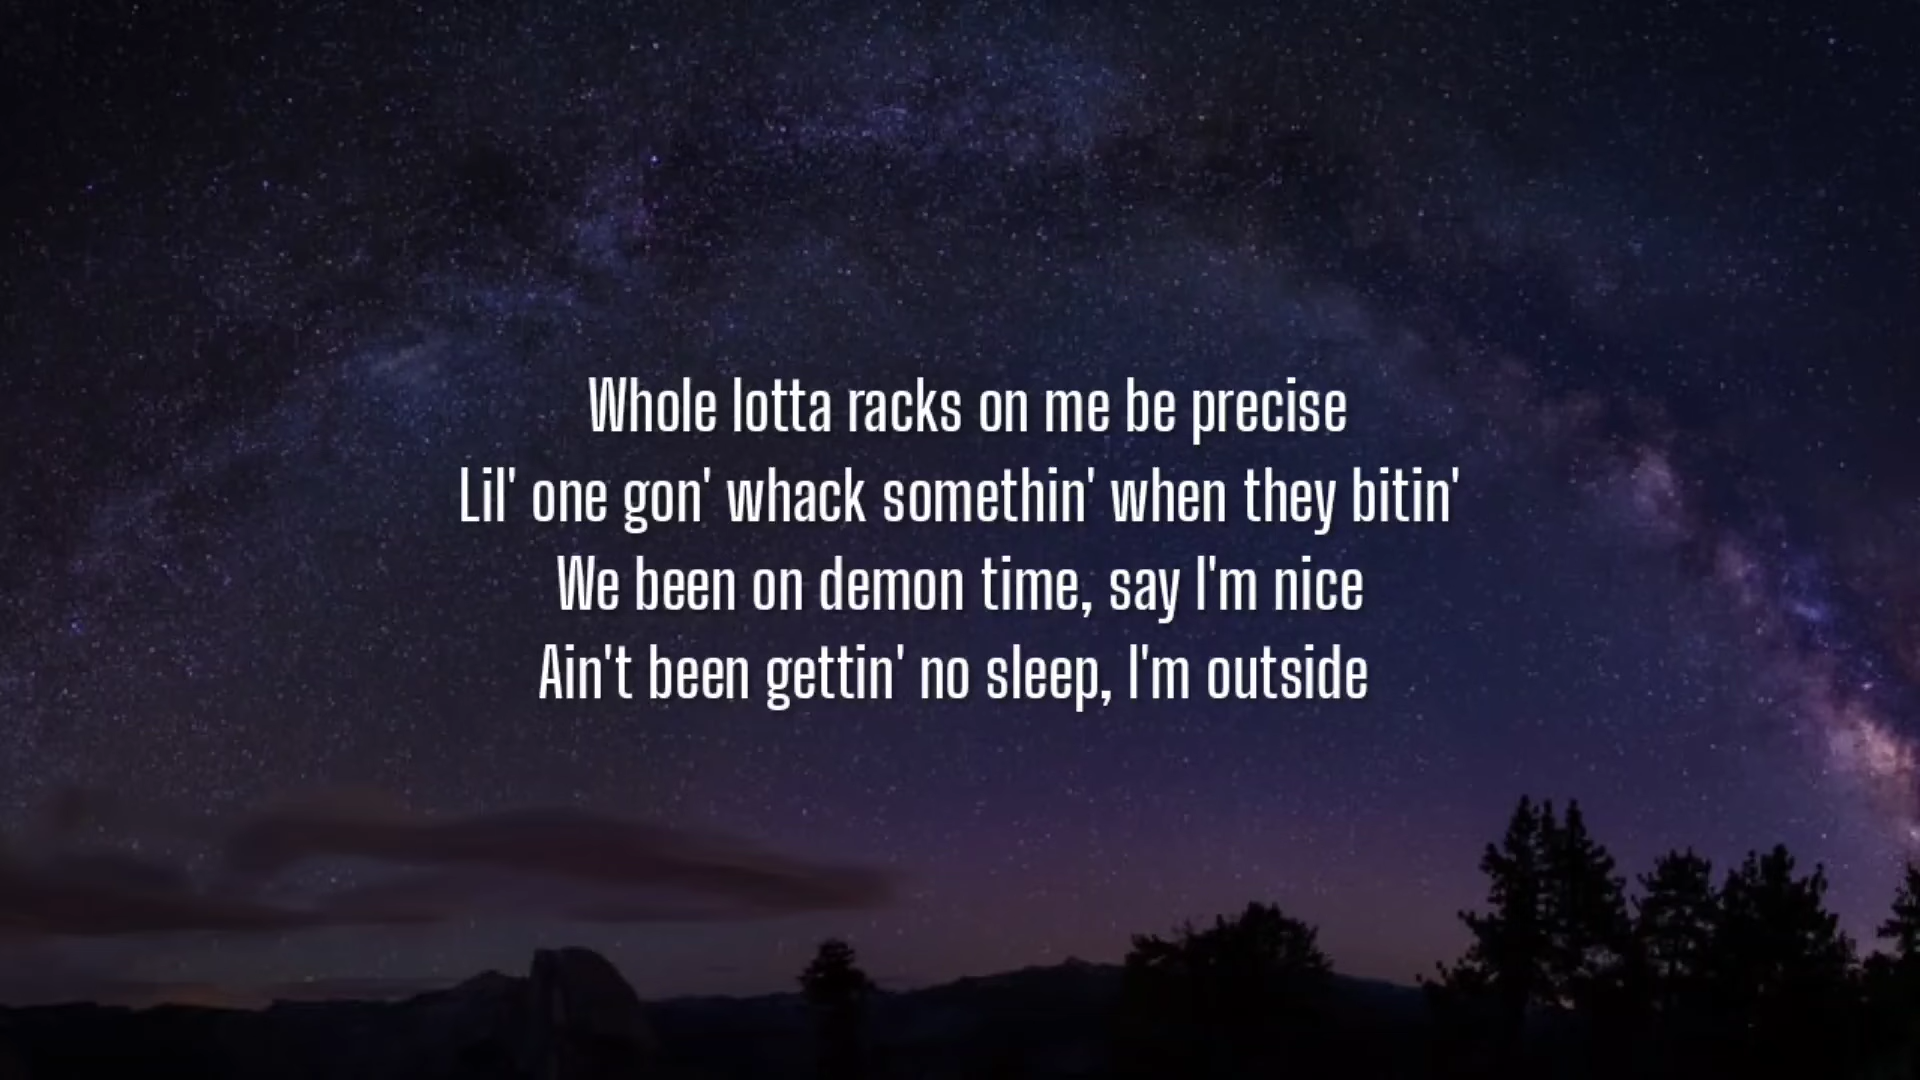 Whole lotta racks on me be precise
Lil' one gon' whack somethin' when they bitin'
We been on demon time, say I'm nice
Ain't been gettin' no sleep, I'm outside